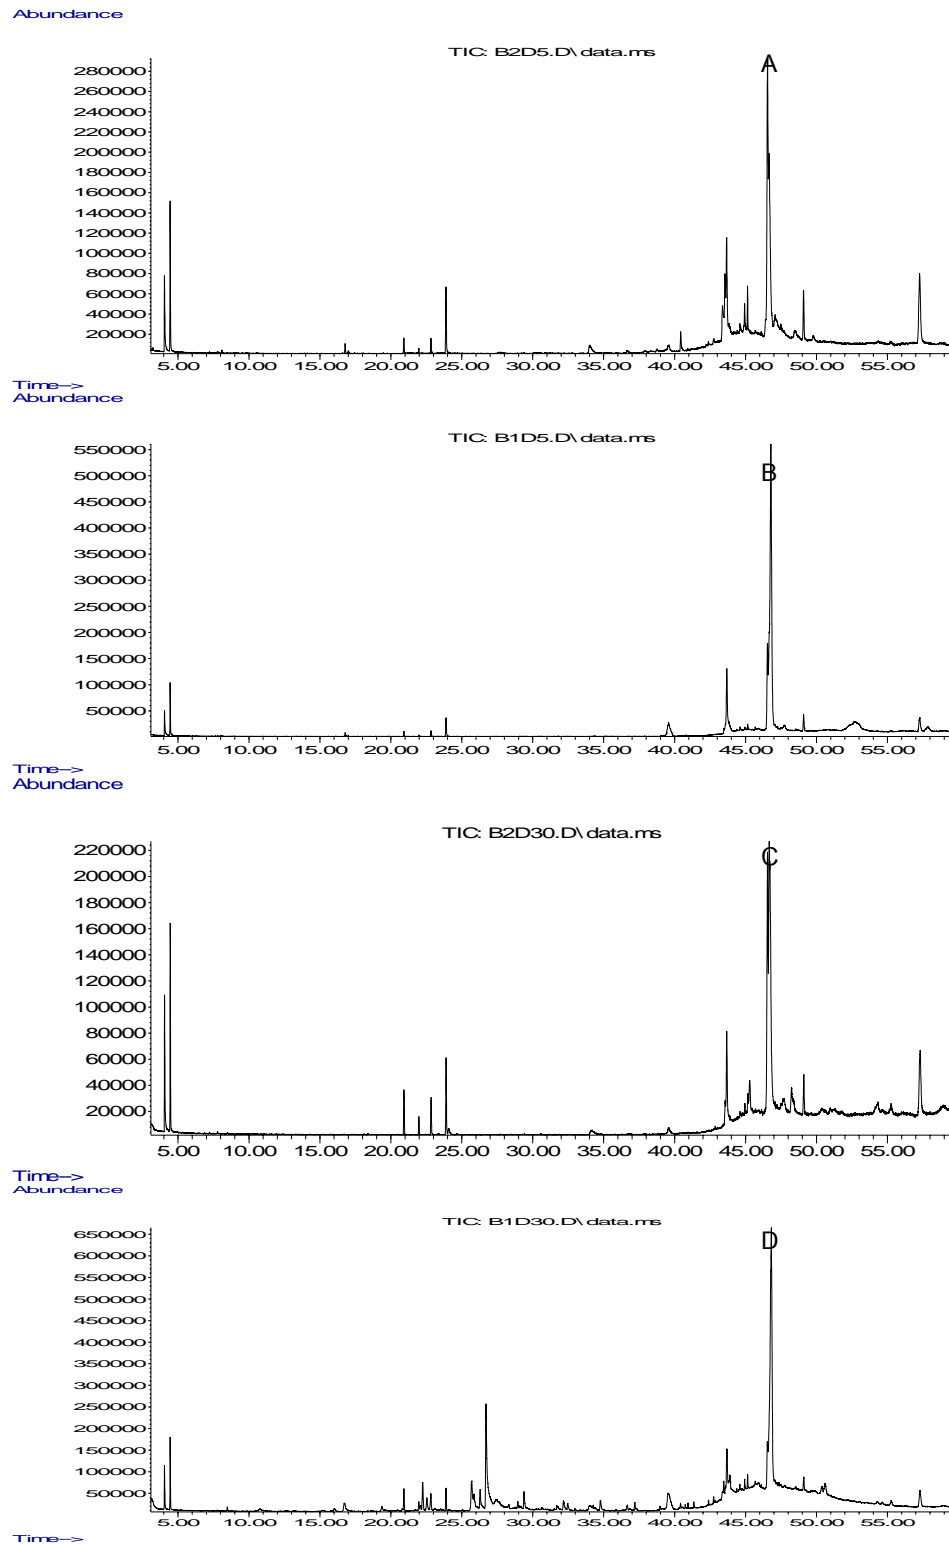 Abundance
TIC: B2D5.D\data.ms
A
280000
260000
240000
220000
200000
180000
160000
140000
120000
100000
80000
60000
40000
20000
5.00 10.00 15.00 20.00 25.00 30.00 35.00 40.00 45.00 50.00 55.00
Time-->
Abundance
TIC: B1D5.D\data.ms
B
550000
500000
450000
400000
350000
300000
250000
200000
150000
100000
50000
5.00 10.00 15.00 20.00 25.00 30.00 35.00 40.00 45.00 50.00 55.00
Time-->
Abundance
TIC: B2D30.D\data.ms
C
220000
200000
180000
160000
140000
120000
100000
80000
60000
40000
20000
5.00 10.00 15.00 20.00 25.00 30.00 35.00 40.00 45.00 50.00 55.00
Time-->
Abundance
TIC: B1D30.D\data.ms
D
650000
600000
550000
500000
450000
400000
350000
300000
250000
200000
150000
100000
50000
5.00 10.00 15.00 20.00 25.00 30.00 35.00 40.00 45.00 50.00 55.00
Time-->